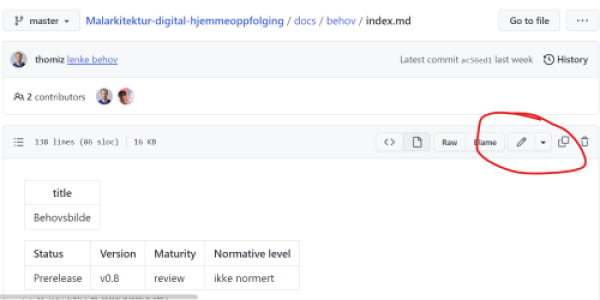 master Malarkitektur-digital-hjemmeoppfolging / docs / behov / index.md Go to file ...
thomiz lenke behov Latest commit ac56ed1 last week History
2 contributors
138 lines (86 sloc) 16 KB Raw Blame
title
Behovsbilde
Status Version Maturity Normative level
Prerelease v0.8 review ikke normert